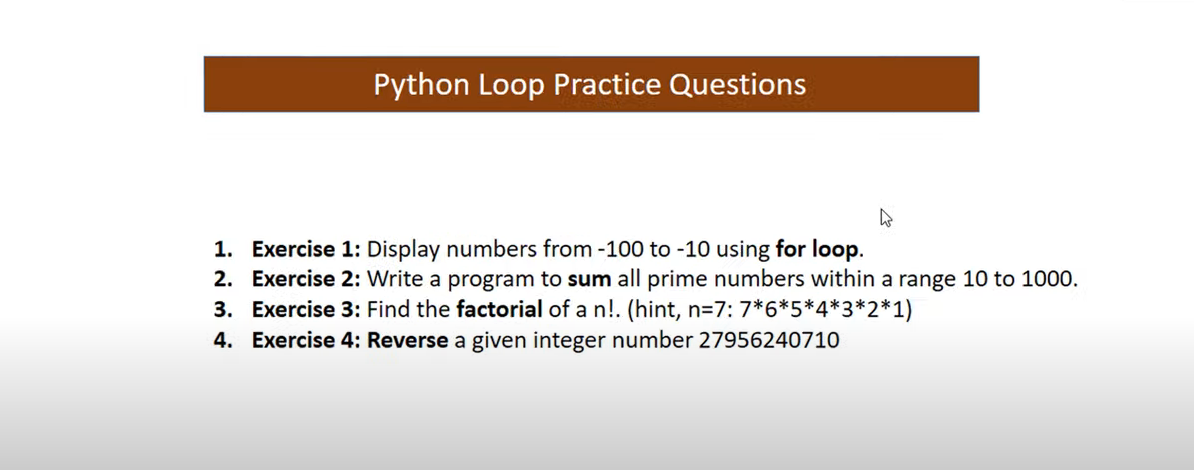 Python Loop Practice Questions
1. Exercise 1: Display numbers from -100 to -10 using for loop.
2. Exercise 2: Write a program to sum all prime numbers within a range 10 to 1000.
3. Exercise 3: Find the factorial of a n!. (hint, n=7: 7*6*5*4*3*2*1)
4. Exercise 4: Reverse a given integer number 27956240710